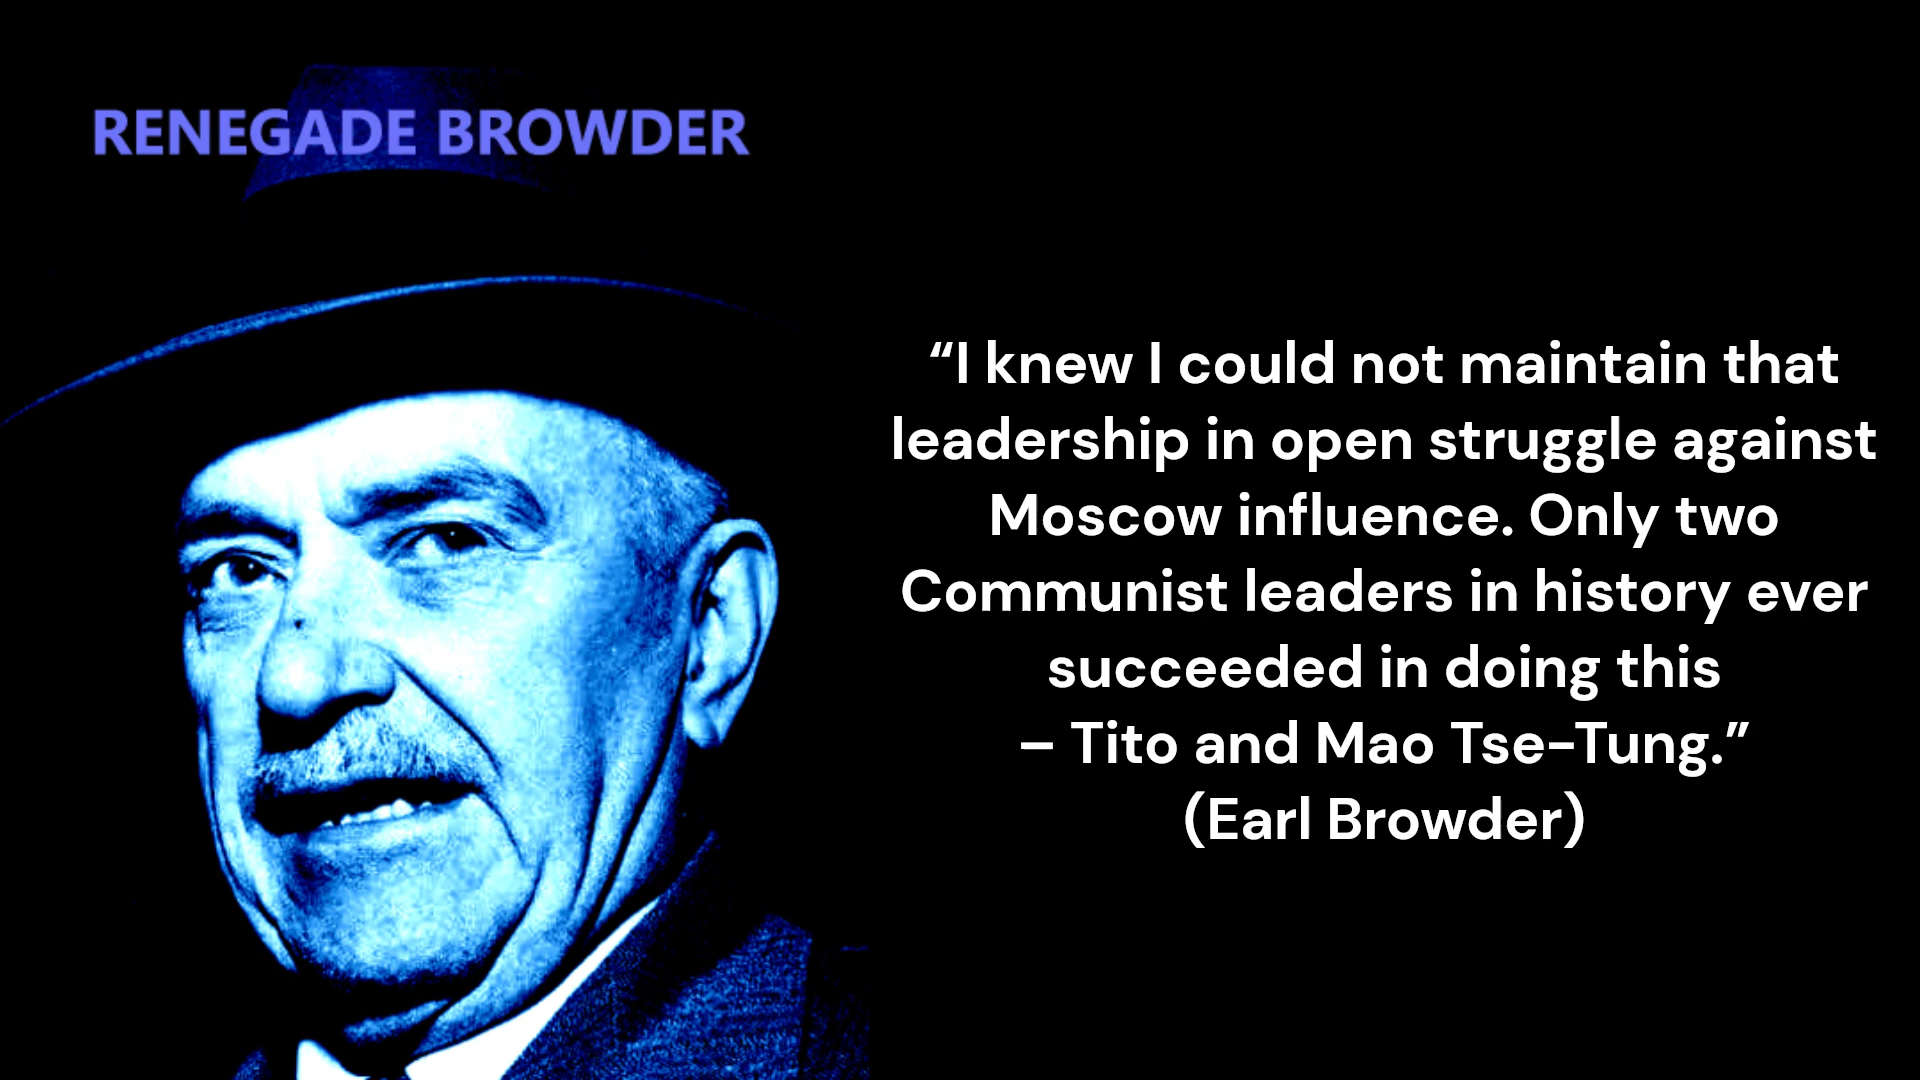 RENEGADE BROWDER
“I knew I could not maintain that
leadership in open struggle against
Moscow influence. Only two
Communist leaders in history ever
succeeded in doing this
– Tito and Mao Tse-Tung.”
(Earl Browder)